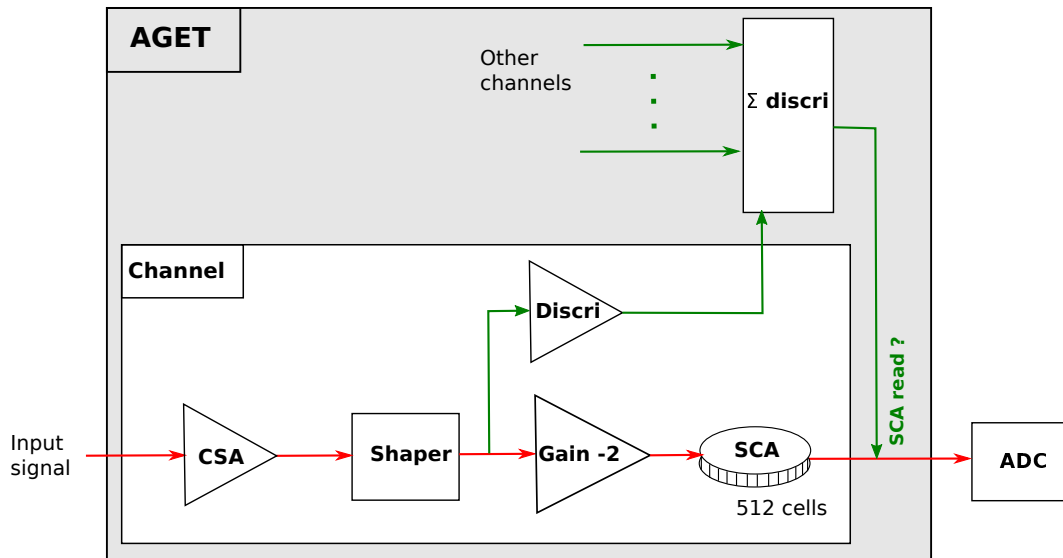 AGET
Other
channels
Σ discri
Channel
Discri
SCA read ?
Input
signal
CSA
Shaper
Gain -2
SCA
ADC
512 cells